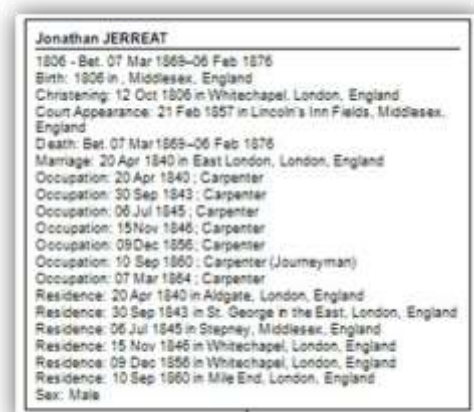 Jonathan JERREAT
1806 - Bet. 07 Mar 1869–06 Feb 1876
Birth: 1806 in , Middlesex, England
Christening: 12 Oct 1806 in Whitechapel, London, England
Court Appearance: 21 Feb 1857 in Lincoln's Inn Fields, Middlesex,
England
Death: Bet. 07 Mar 1869–06 Feb 1876
Marriage: 20 Apr 1840 in East London, London, England
Occupation: 20 Apr 1840 ; Carpenter
Occupation: 30 Sep 1843 ; Carpenter
Occupation: 06 Jul 1845 ; Carpenter
Occupation: 15 Nov 1846; Carpenter
Occupation: 09 Dec 1856; Carpenter
Occupation: 10 Sep 1860 ; Carpenter (Journeyman)
Occupation: 07 Mar 1864 ; Carpenter
Residence: 20 Apr 1840 in Aldgate, London, England
Residence: 30 Sep 1843 in St. George in the East, London, England
Residence: 06 Jul 1845 in Stepney, Middlesex, England
Residence: 15 Nov 1846 in Whitechapel, London, England
Residence: 09 Dec 1856 in Whitechapel, London, England
Residence: 10 Sep 1860 in Mile End, London, England
Sex: Male